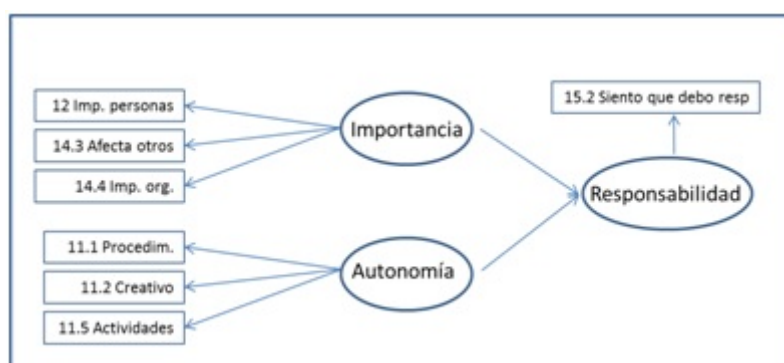 12 Imp. personas
14.3 Afecta otros
14.4 Imp. org.
Importancia
15.2 Siento que debo resp
Responsabilidad
11.1 Procedim.
11.2 Creativo
11.5 Actividades
Autonomía